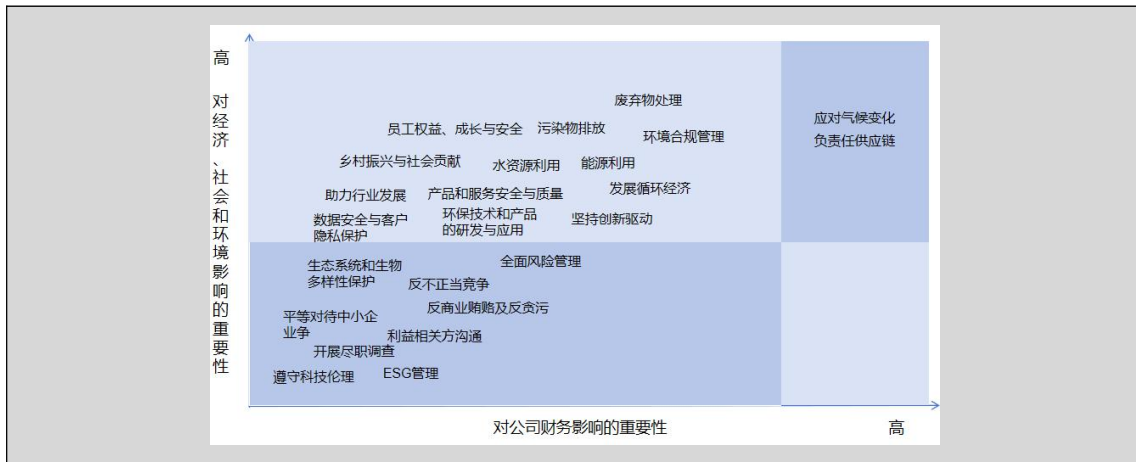 高
对经济、社会和环境影响的重要性
废弃物处理
员工权益、成长与安全
污染物排放
环境合规管理
应对气候变化
负责任供应链
乡村振兴与社会贡献
水资源利用
能源利用
助力行业发展
产品和服务安全与质量
发展循环经济
数据安全与客户
隐私保护
环保技术和产品
的研发与应用
坚持创新驱动
生态系统和生物
多样性保护
全面风险管理
反不正当竞争
反商业贿赂及反贪污
平等对待中小企
业争
利益相关方沟通
开展尽职调查
遵守科技伦理
ESG管理
对公司财务影响的重要性
高